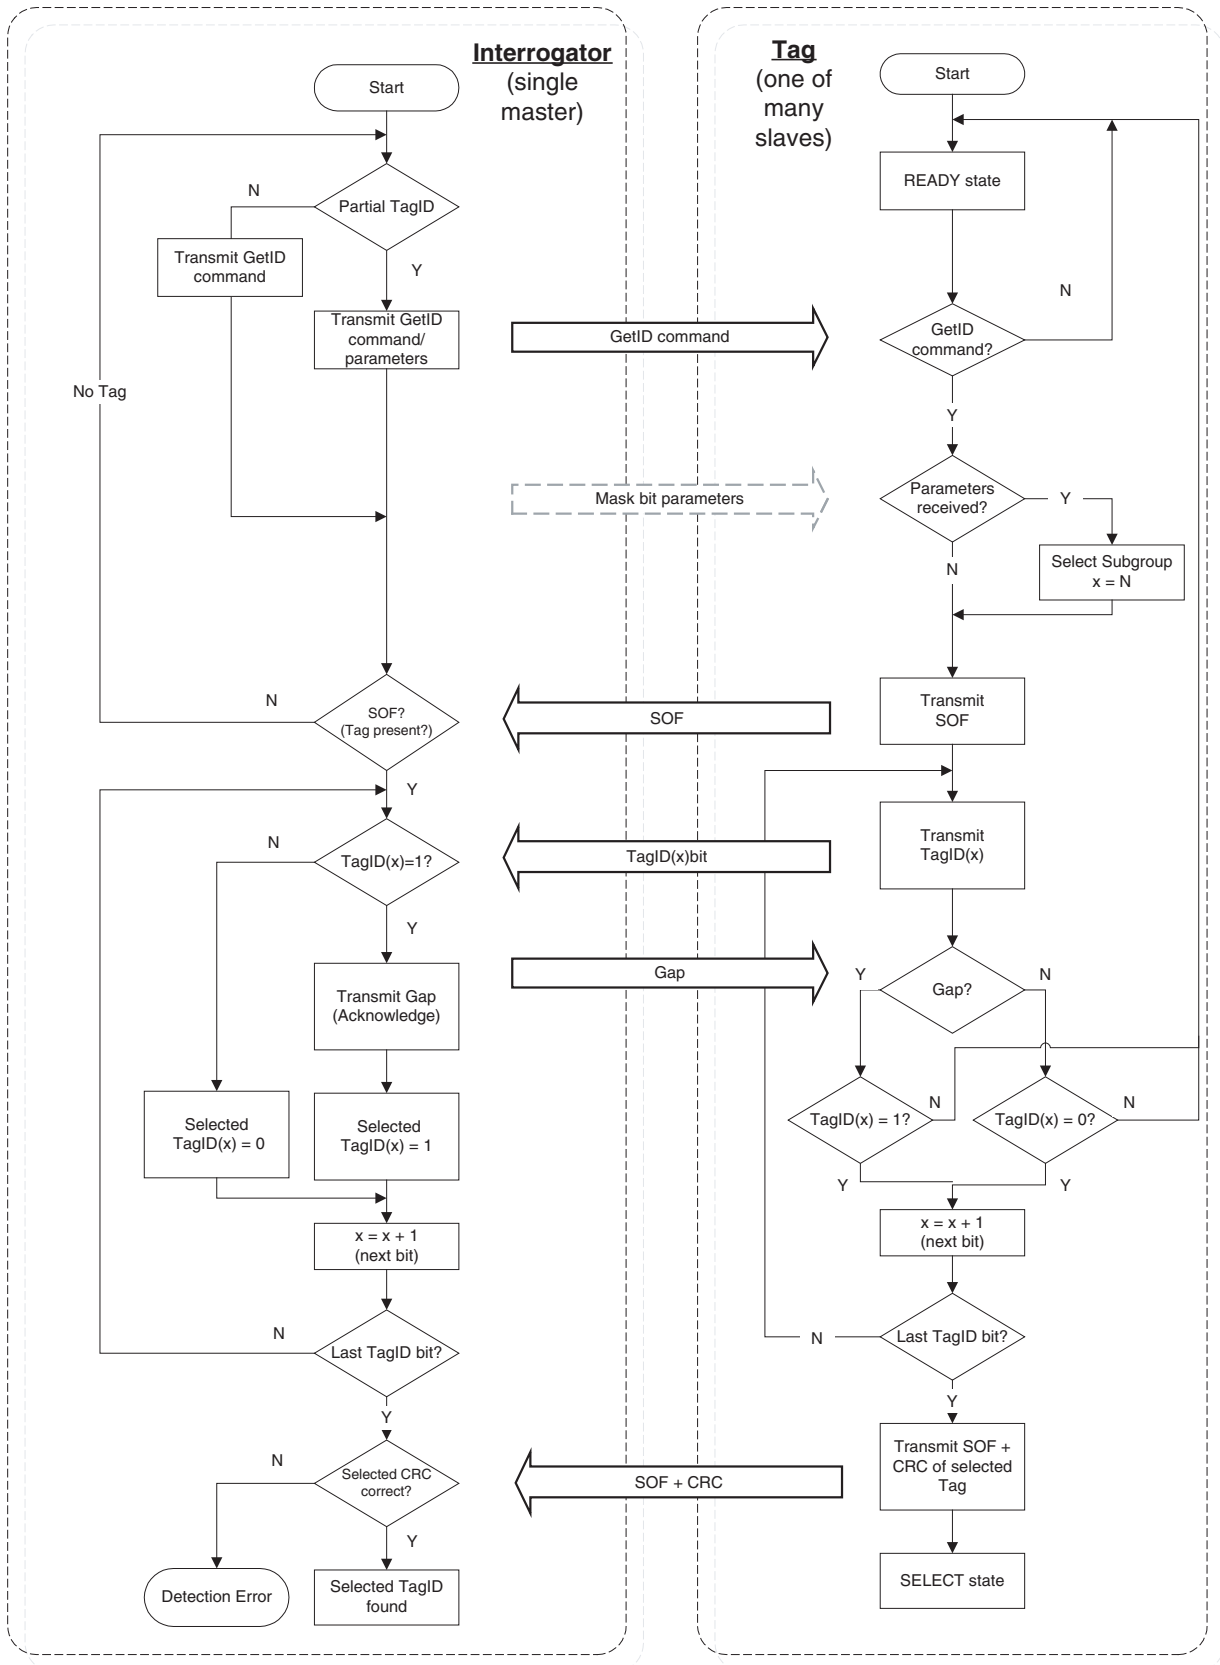 Interrogator
(single
master)
Start
N
Partial TagID
Transmit GetID
command
Y
Transmit GetID
command/
parameters
No Tag
N
SOF?
(Tag present?)
Y
N
TagID(x)=1?
Y
Transmit Gap
(Acknowledge)
Selected
TagID(x) = 0
Selected
TagID(x) = 1
x = x + 1
(next bit)
N
Last TagID bit?
Y
N
Selected CRC
correct?
Y
Detection Error
Selected TagID
found
GetID command
Mask bit parameters
SOF
TagID(x)bit
Gap
SOF + CRC
Tag
(one of
many
slaves)
Start
READY state
N
GetID
command?
Y
Parameters
received?
Y
Select Subgroup
x = N
N
Transmit
SOF
Transmit
TagID(x)
Y
Gap?
N
TagID(x) = 1?
N
TagID(x) = 0?
N
Y
Y
x = x + 1
(next bit)
N
Last TagID bit?
Y
Transmit SOF +
CRC of selected
Tag
SELECT state